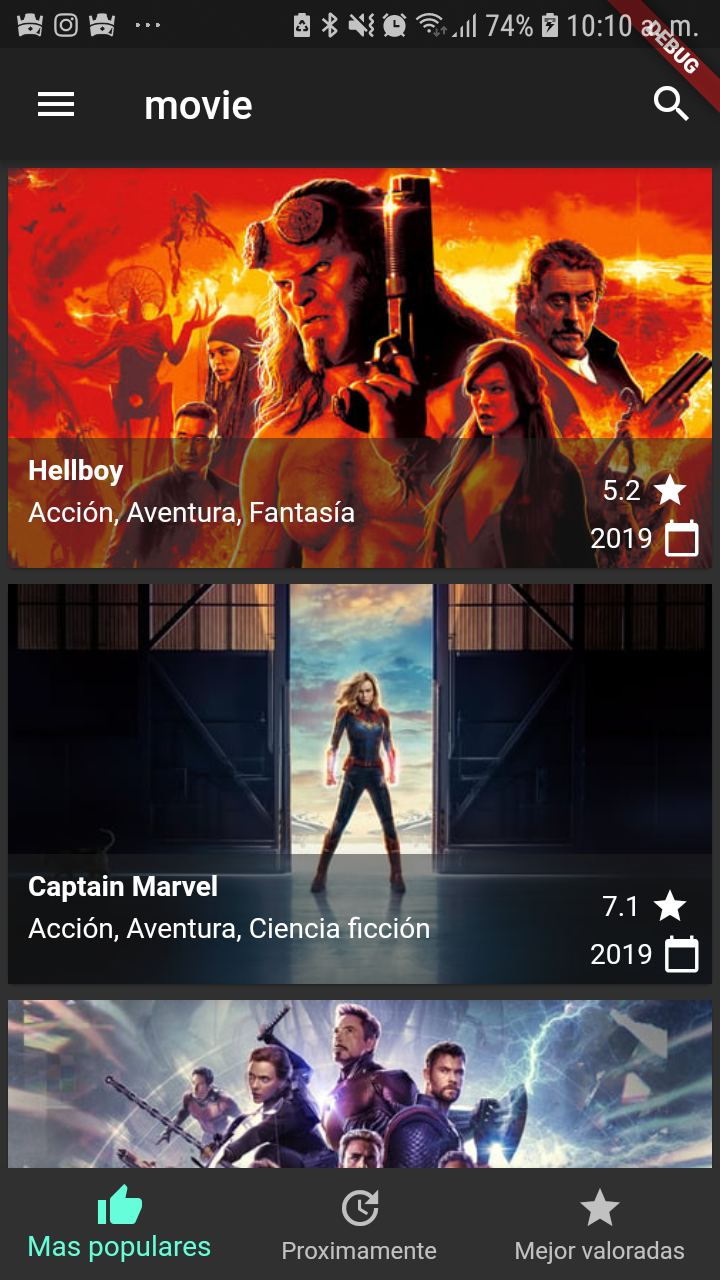 74% 10:10 a. m.
DEBUG
movie
Hellboy
Acción, Aventura, Fantasía
5.2
2019
Captain Marvel
Acción, Aventura, Ciencia ficción
7.1
2019
Mas populares
Proximamente
Mejor valoradas